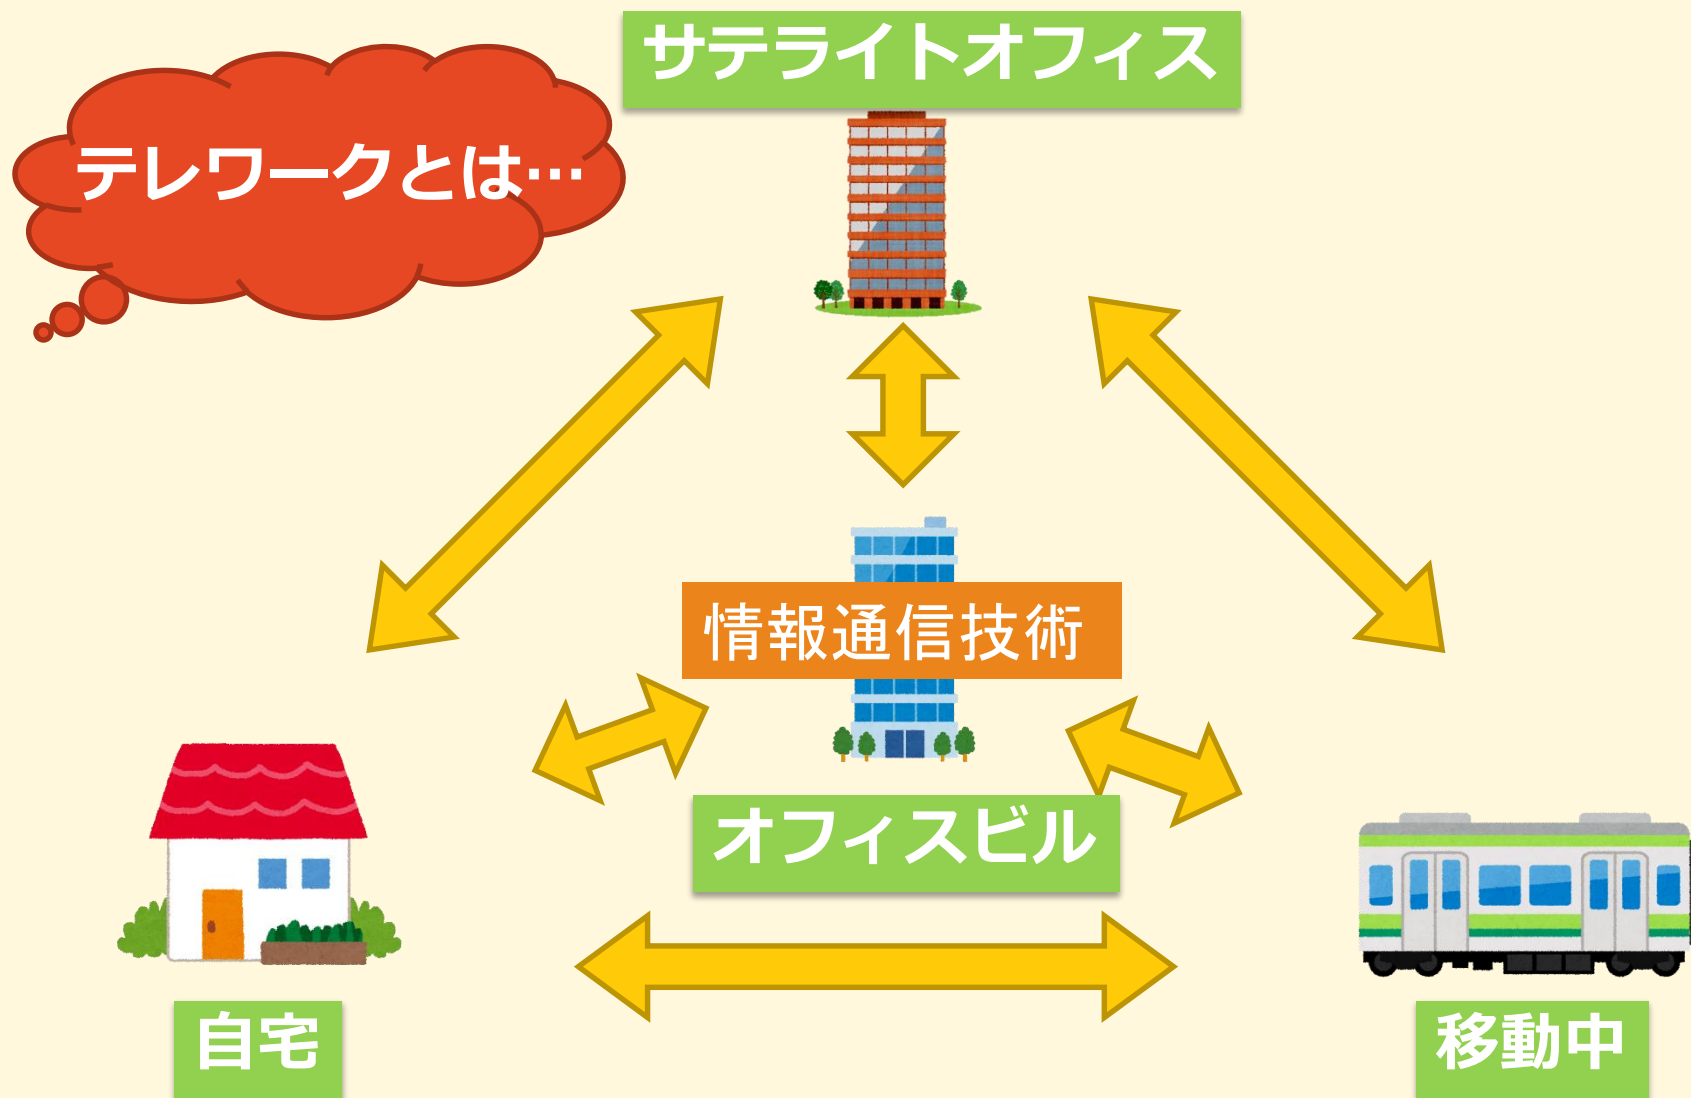 サテライトオフィス
テレワークとは…
情報通信技術
オフィスビル
自宅
移動中